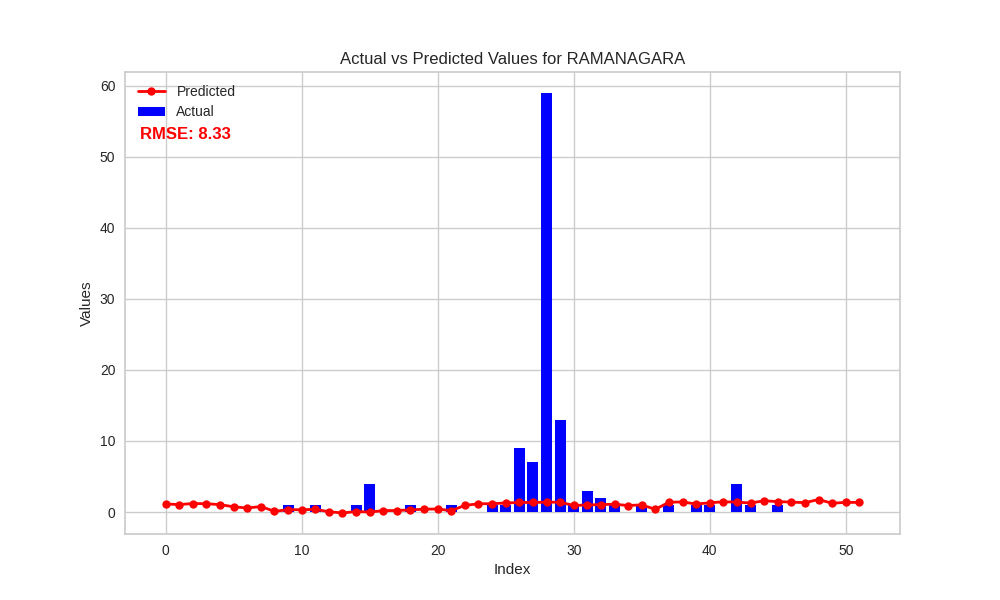 Actual vs Predicted Values for RAMANAGARA
Predicted
Actual
RMSE: 8.33
60
50
40
30
20
10
0
Values
0 10 20 30 40 50
Index